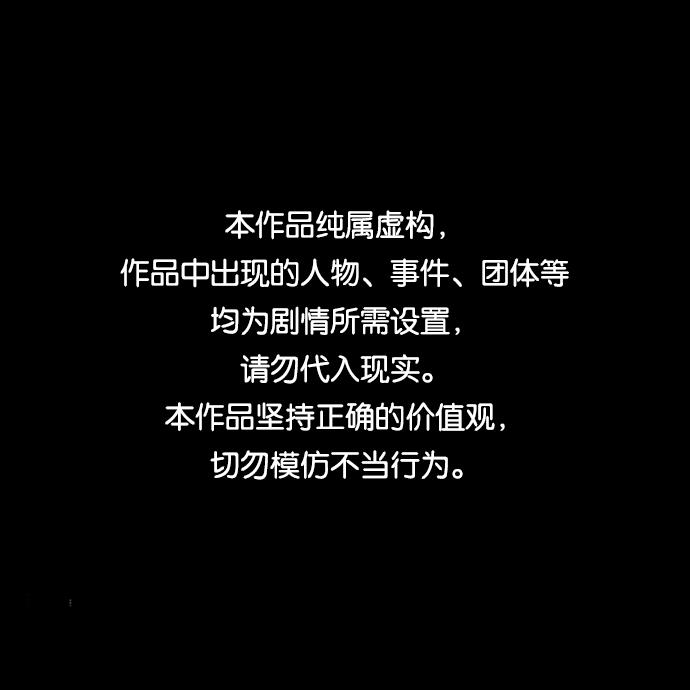 本作品纯属虚构，
作品中出现的人物、事件、团体等
均为剧情所需设置，
请勿代入现实。
本作品坚持正确的价值观，
切勿模仿不当行为。